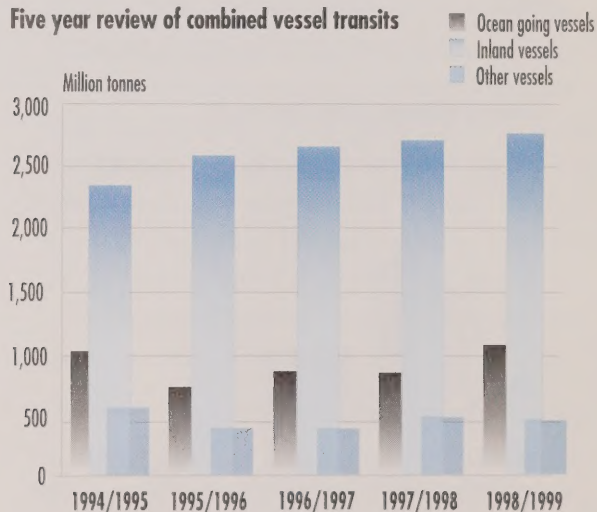 Five year review of combined vessel transits
Ocean going vessels
Inland vessels
Other vessels
Million tonnes
3,000
2,500
2,000
1,500
1,000
500
0
1994/1995 1995/1996 1996/1997 1997/1998 1998/1999